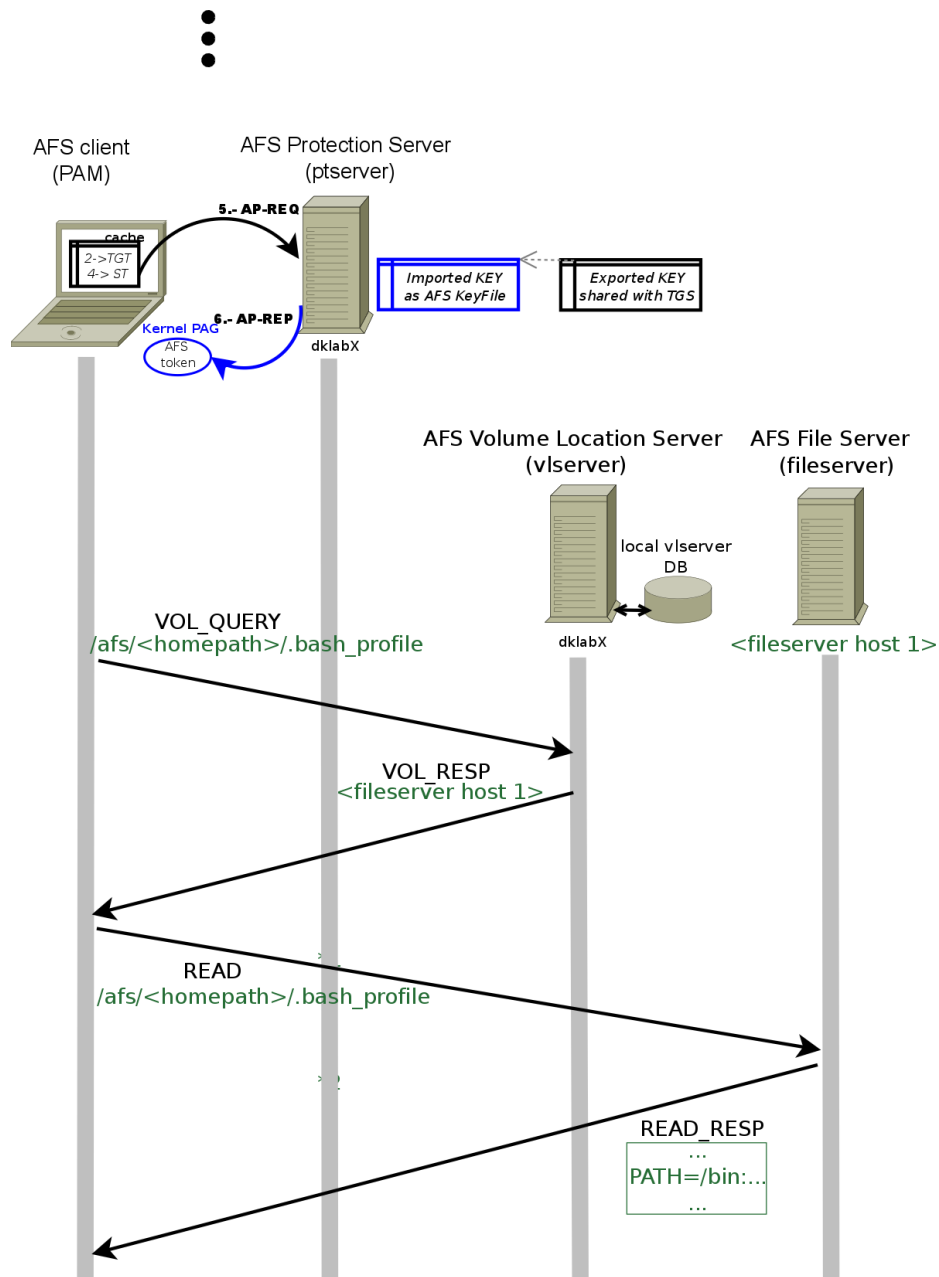 AFS client
(PAM)
AFS Protection Server
(ptserver)
5.- AP-REQ
cache
2->TGT
4-> ST
Imported KEY
as AFS KeyFile
Exported KEY
shared with TGS
6.- AP-REP
Kernel PAG
AFS
token
dklabX
AFS Volume Location Server
(vlserver)
AFS File Server
(fileserver)
local vlserver
DB
dklabX
<fileserver host 1>
VOL_QUERY
/afs/<homepath>/.bash_profile
VOL_RESP
<fileserver host 1>
READ
/afs/<homepath>/.bash_profile
READ_RESP
...
PATH=/bin:...
...